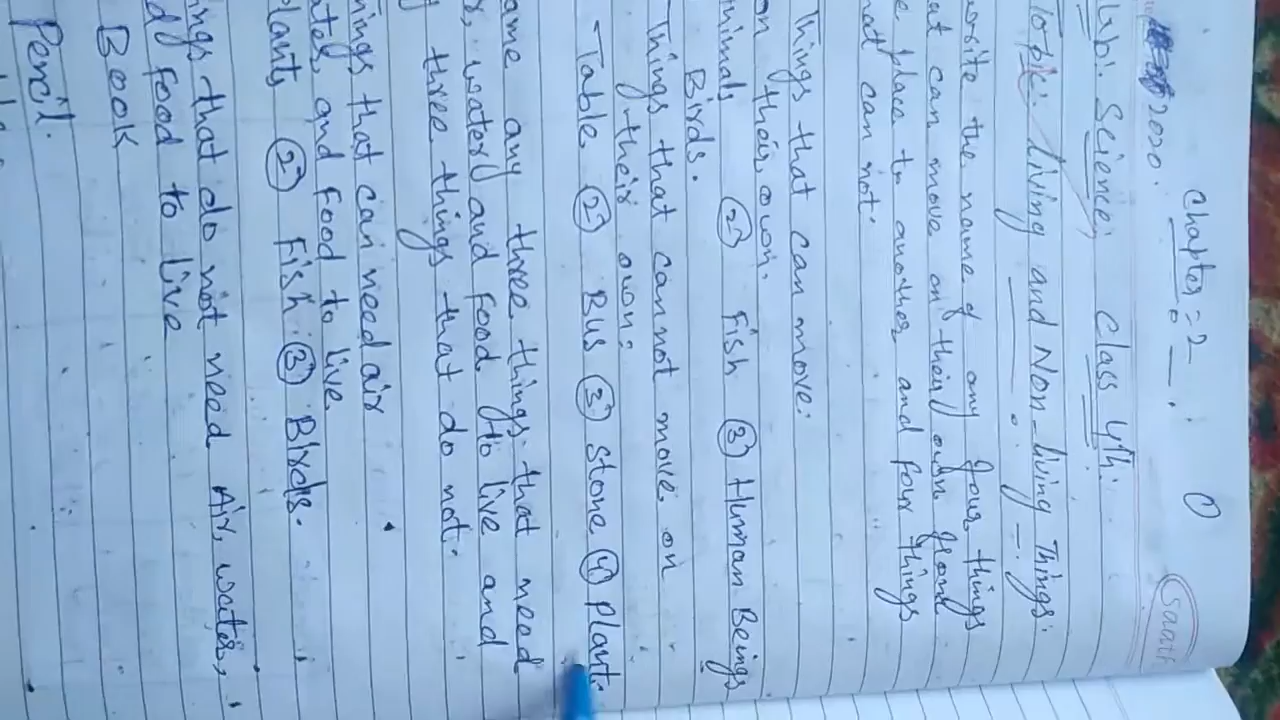 Chapter = 2
2020.
Sub: Science, Class 4th.
Topic: Living and Non-living Things:
write the name of any four things
that can move on their own from
one place to another and four things
that can not.
Things that can move.
on their own.
Animals ② Fish ③ Human Beings
Birds.
Things that cannot move on
their own:
Table ② Bus ③ Stone ④ Plant.
Name any three things that need
air, water, and food to live and
any three things that do not.
Things that can need air
water, and food to live.
Plants ② Fish ③ Birds.
Things that do not need Air, water,
and food to live
Book
Pencil.